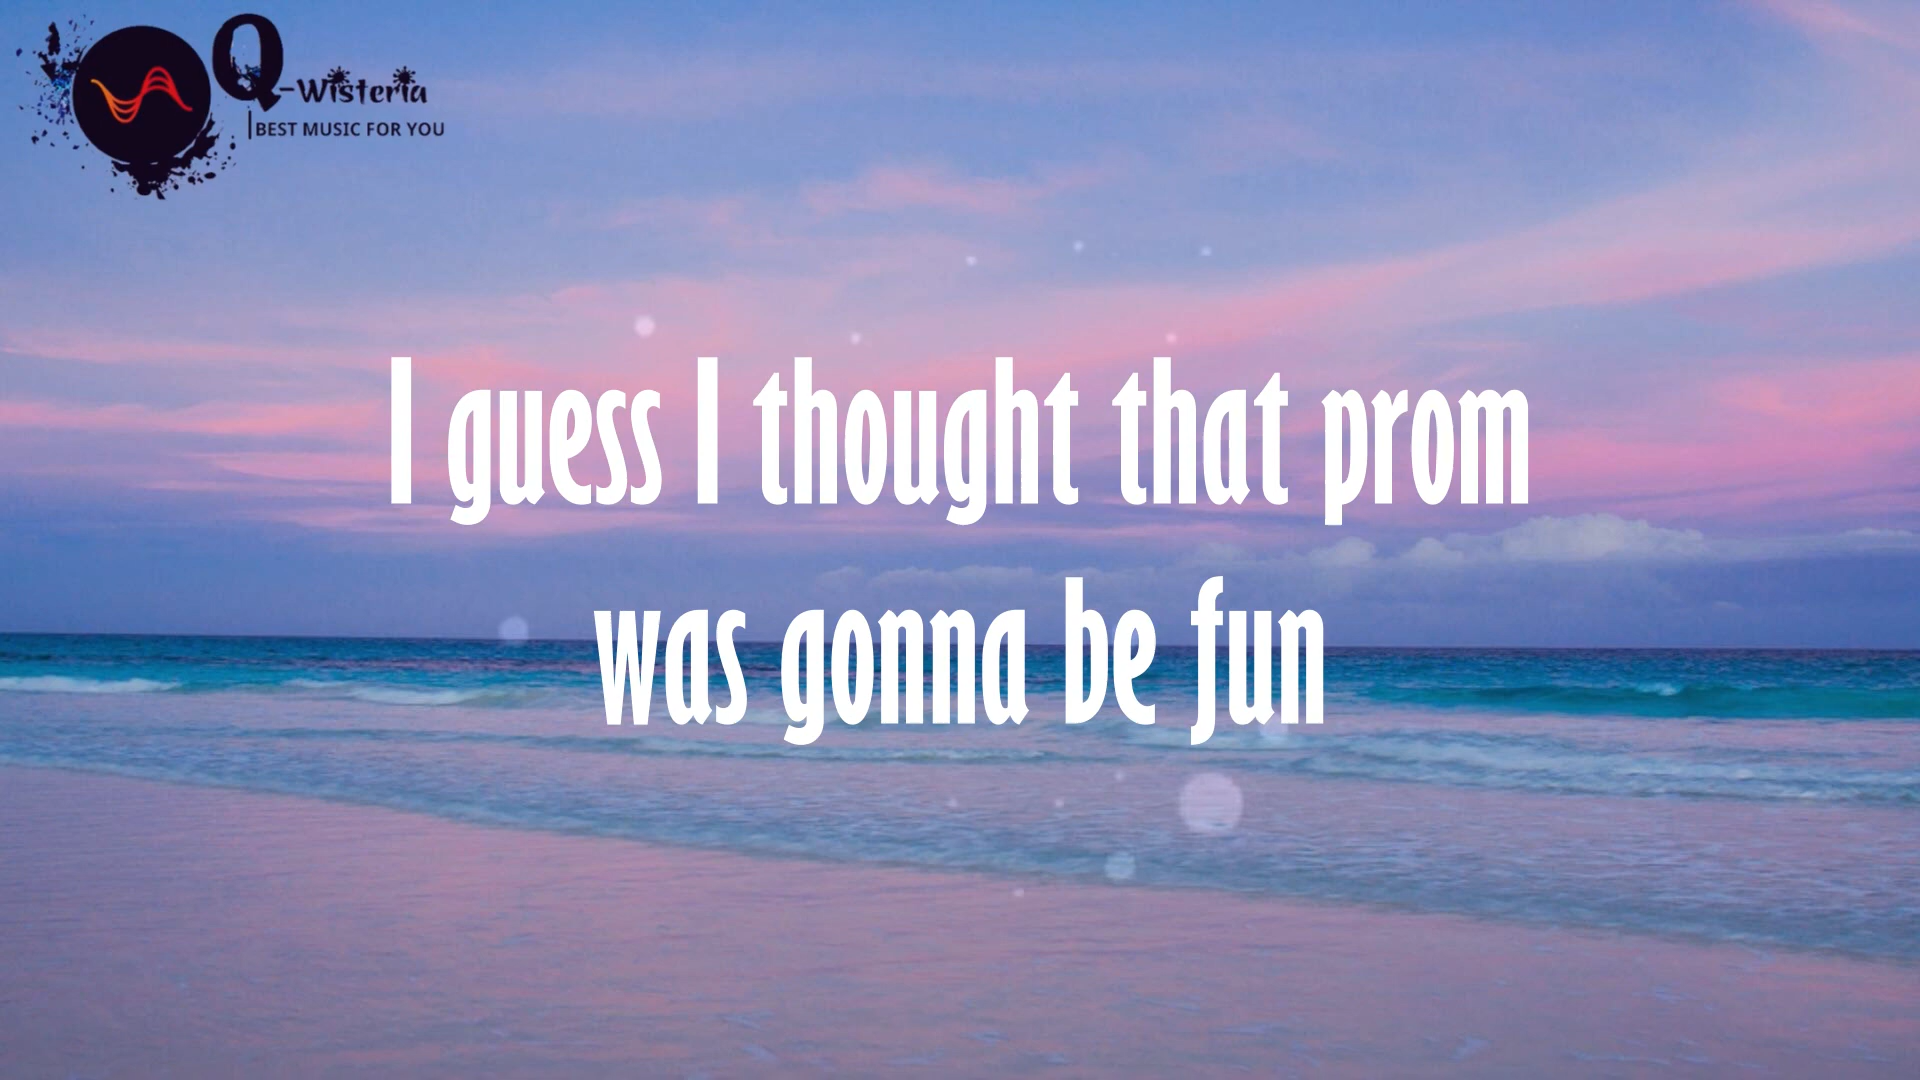 Q-Wisteria
BEST MUSIC FOR YOU
I guess I thought that prom
was gonna be fun